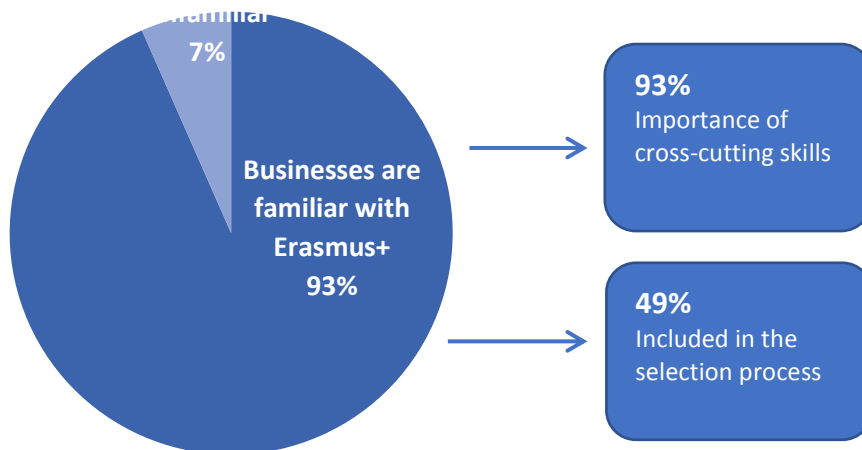 7%
Businesses are
familiar with
Erasmus+
93%
93%
Importance of
cross-cutting skills
49%
Included in the
selection process